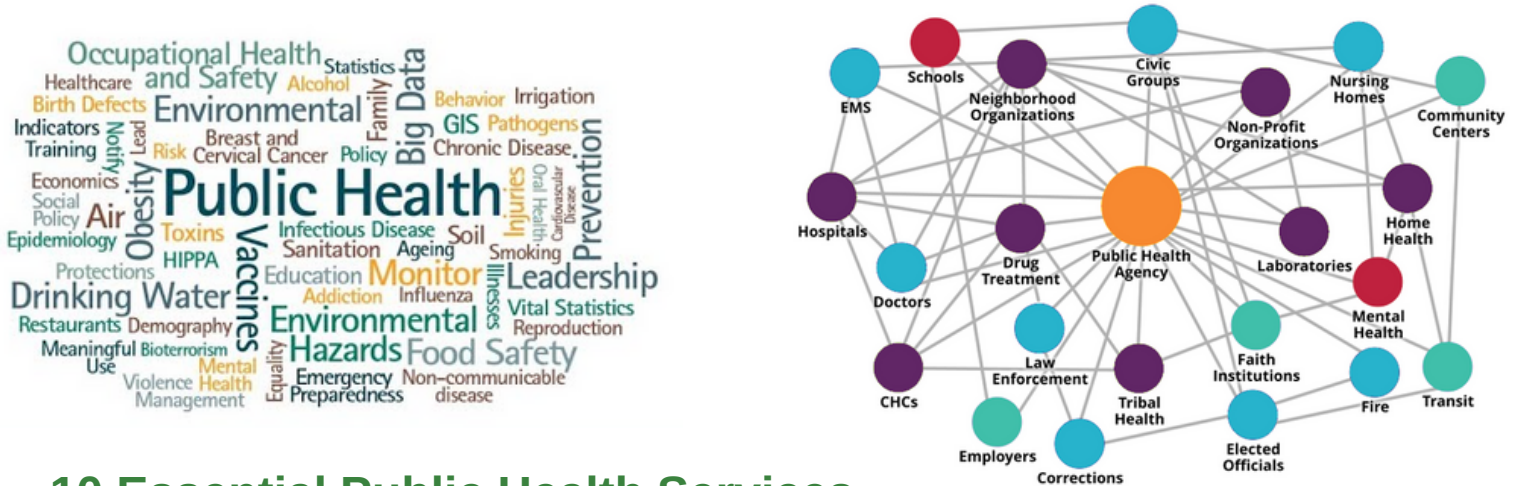 Occupational Health
and Safety
Statistics
Healthcare
Alcohol
Family
Big Data
Birth Defects
Environmental
Behavior
Irrigation
Indicators
Notify
Lead
GIS
Pathogens
Training
Risk
Breast and
Cervical Cancer
Policy
Chronic Disease
Prevention
Economics
Obesity
Public Health
Injuries
Oral Health
Cardiovascular
Disease
Social
Policy
Air
Epidemiology
Toxins
Vaccines
Infectious Disease
Soil
HIPPA
Sanitation
Ageing
Smoking
Protections
Education
Monitor
Illnesses
Leadership
Drinking Water
Addiction
Influenza
Vital Statistics
Restaurants
Demography
Environmental
Hazards
Reproduction
Meaningful
Use
Bioterrorism
Food Safety
Mental
Health
Equality
Emergency
Preparedness
Non-communicable
disease
Violence
Management
Schools
Civic
Groups
EMS
Neighborhood
Organizations
Nursing
Homes
Non-Profit
Organizations
Community
Centers
Hospitals
Drug
Treatment
Public Health
Agency
Laboratories
Home
Health
Doctors
Mental
Health
Law
Enforcement
Faith
Institutions
CHCs
Tribal
Health
Fire
Transit
Employers
Corrections
Elected
Officials
10 Essential Public Health Services